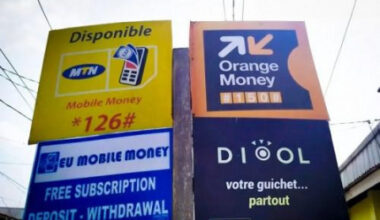 Disponible
MTN
Mobile Money
*126#
Orange
Money
#150#
EU MOBILE MONEY
FREE SUBSCRIPTION
DEPOSIT - WITHDRAWAL
DIOOL
votre guichet...
partout